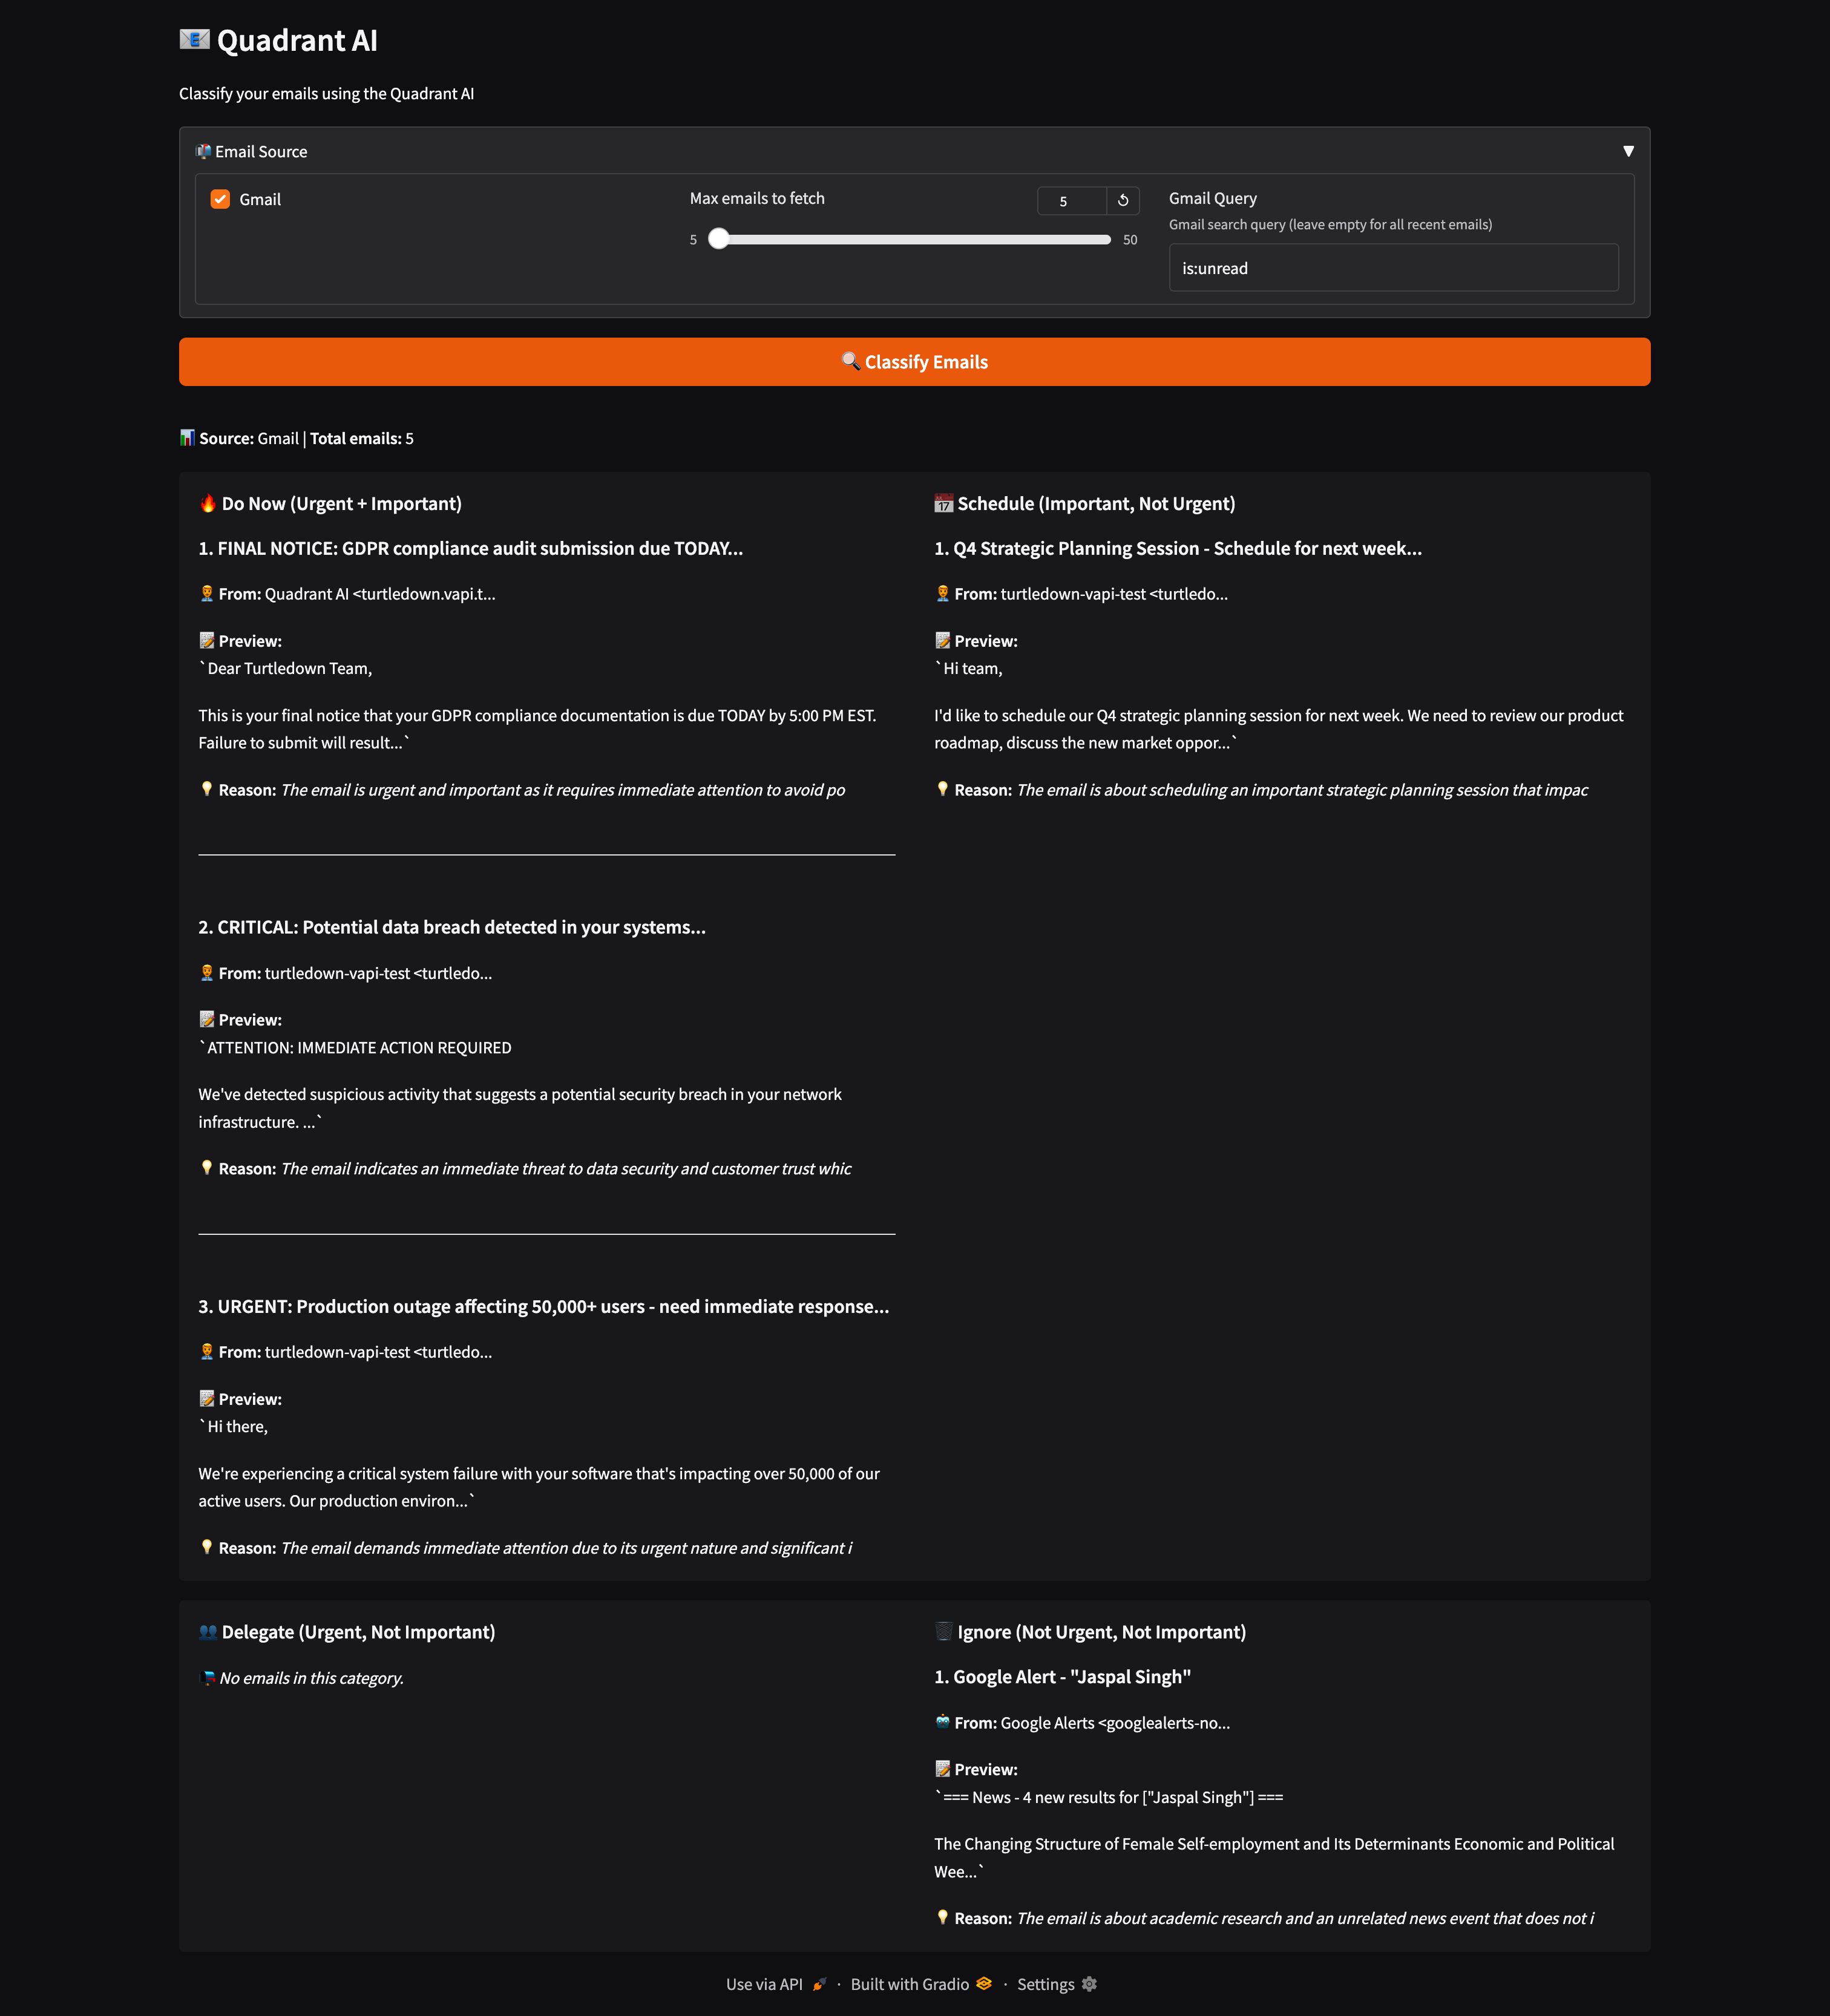 Quadrant AI
Classify your emails using the Quadrant AI
Email Source
Gmail
Max emails to fetch
5
5
50
Gmail Query
Gmail search query (leave empty for all recent emails)
is:unread
Classify Emails
Source: Gmail | Total emails: 5
Do Now (Urgent + Important)
1. FINAL NOTICE: GDPR compliance audit submission due TODAY...
From: Quadrant AI <turtledown.vapi.t...
Preview:
`Dear Turtledown Team,
This is your final notice that your GDPR compliance documentation is due TODAY by 5:00 PM EST.
Failure to submit will result...`
Reason: The email is urgent and important as it requires immediate attention to avoid po
2. CRITICAL: Potential data breach detected in your systems...
From: turtledown-vapi-test <turtledo...
Preview:
`ATTENTION: IMMEDIATE ACTION REQUIRED
We've detected suspicious activity that suggests a potential security breach in your network
infrastructure. ...`
Reason: The email indicates an immediate threat to data security and customer trust whic
3. URGENT: Production outage affecting 50,000+ users - need immediate response...
From: turtledown-vapi-test <turtledo...
Preview:
`Hi there,
We're experiencing a critical system failure with your software that's impacting over 50,000 of our
active users. Our production environ...`
Reason: The email demands immediate attention due to its urgent nature and significant i
Schedule (Important, Not Urgent)
1. Q4 Strategic Planning Session - Schedule for next week...
From: turtledown-vapi-test <turtledo...
Preview:
`Hi team,
I'd like to schedule our Q4 strategic planning session for next week. We need to review our product
roadmap, discuss the new market oppor...`
Reason: The email is about scheduling an important strategic planning session that impac
Delegate (Urgent, Not Important)
No emails in this category.
Ignore (Not Urgent, Not Important)
1. Google Alert - "Jaspal Singh"
From: Google Alerts <googlealerts-no...
Preview:
`=== News - 4 new results for ["Jaspal Singh"] ===
The Changing Structure of Female Self-employment and Its Determinants Economic and Political
Wee...`
Reason: The email is about academic research and an unrelated news event that does not i
Use via API · Built with Gradio · Settings